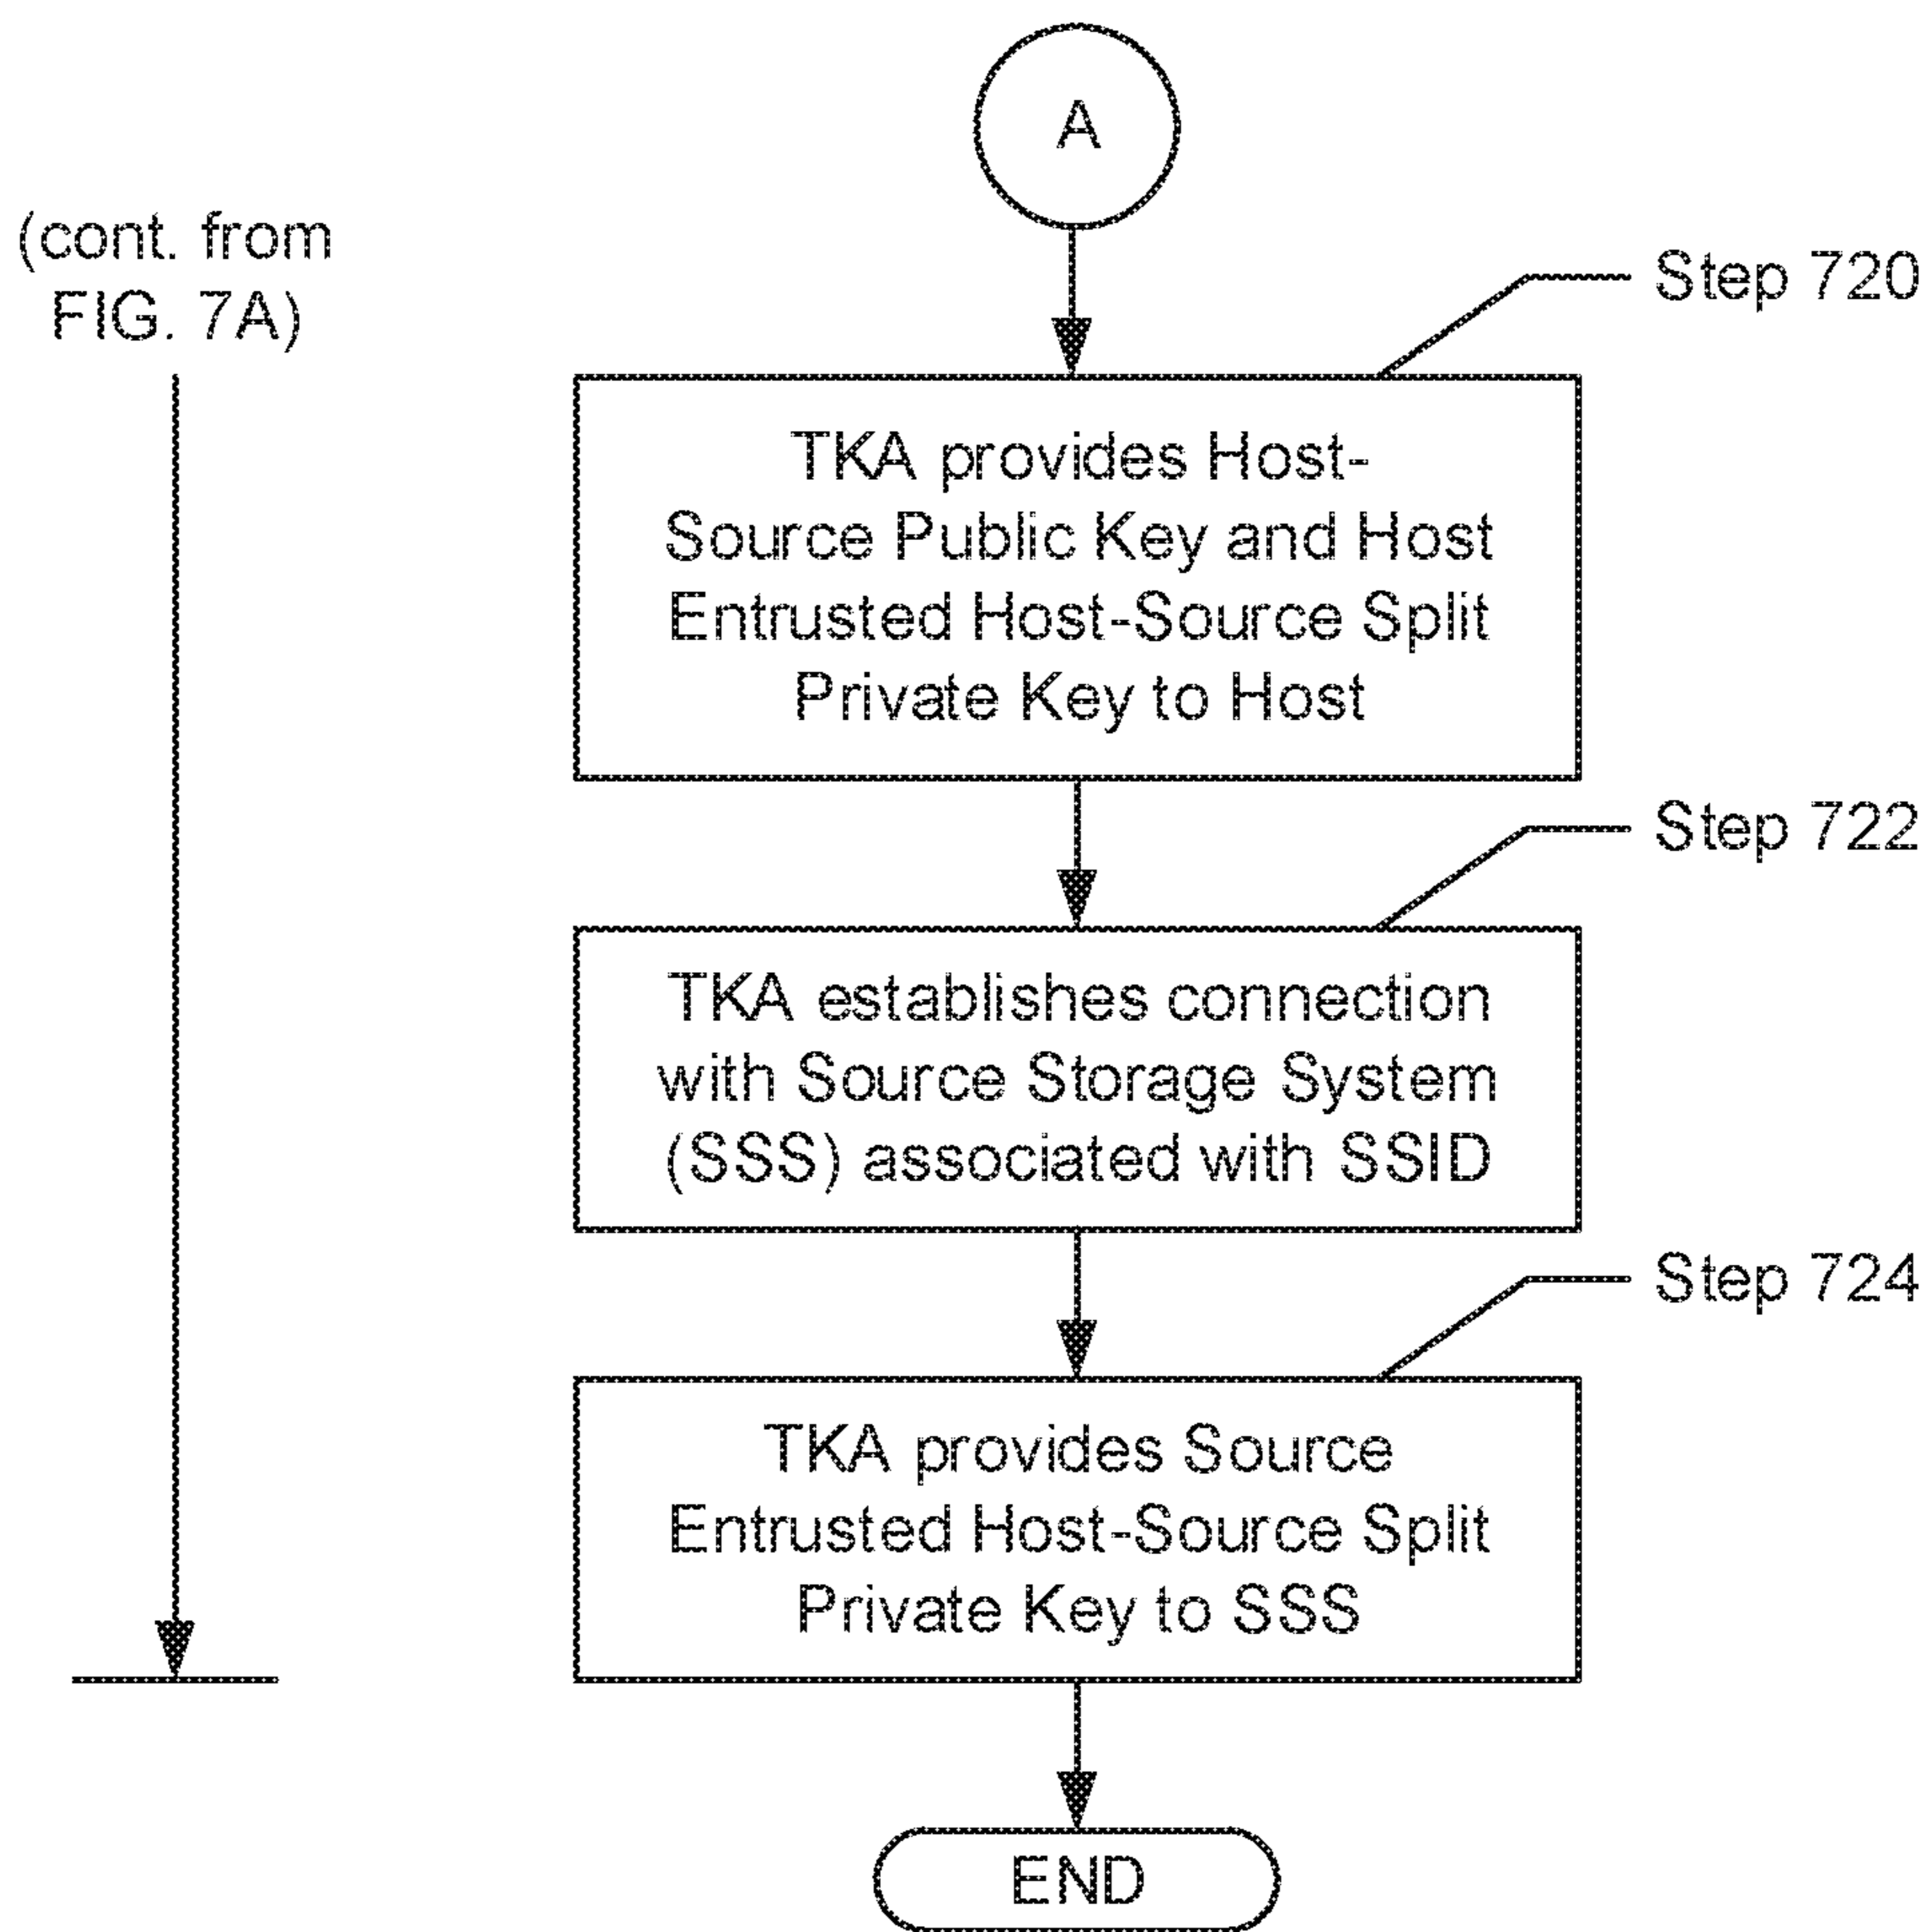 A
(cont. from
FIG. 7A)
Step 720
TKA provides Host-
Source Public Key and Host
Entrusted Host-Source Split
Private Key to Host
Step 722
TKA establishes connection
with Source Storage System
(SSS) associated with SSID
Step 724
TKA provides Source
Entrusted Host-Source Split
Private Key to SSS
END